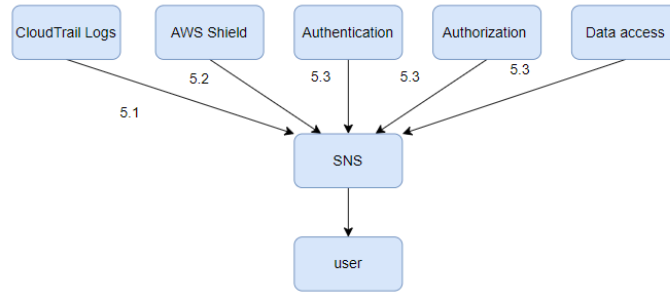 CloudTrail Logs
AWS Shield
Authentication
Authorization
Data access
5.1
5.2
5.3
5.3
5.3
SNS
user